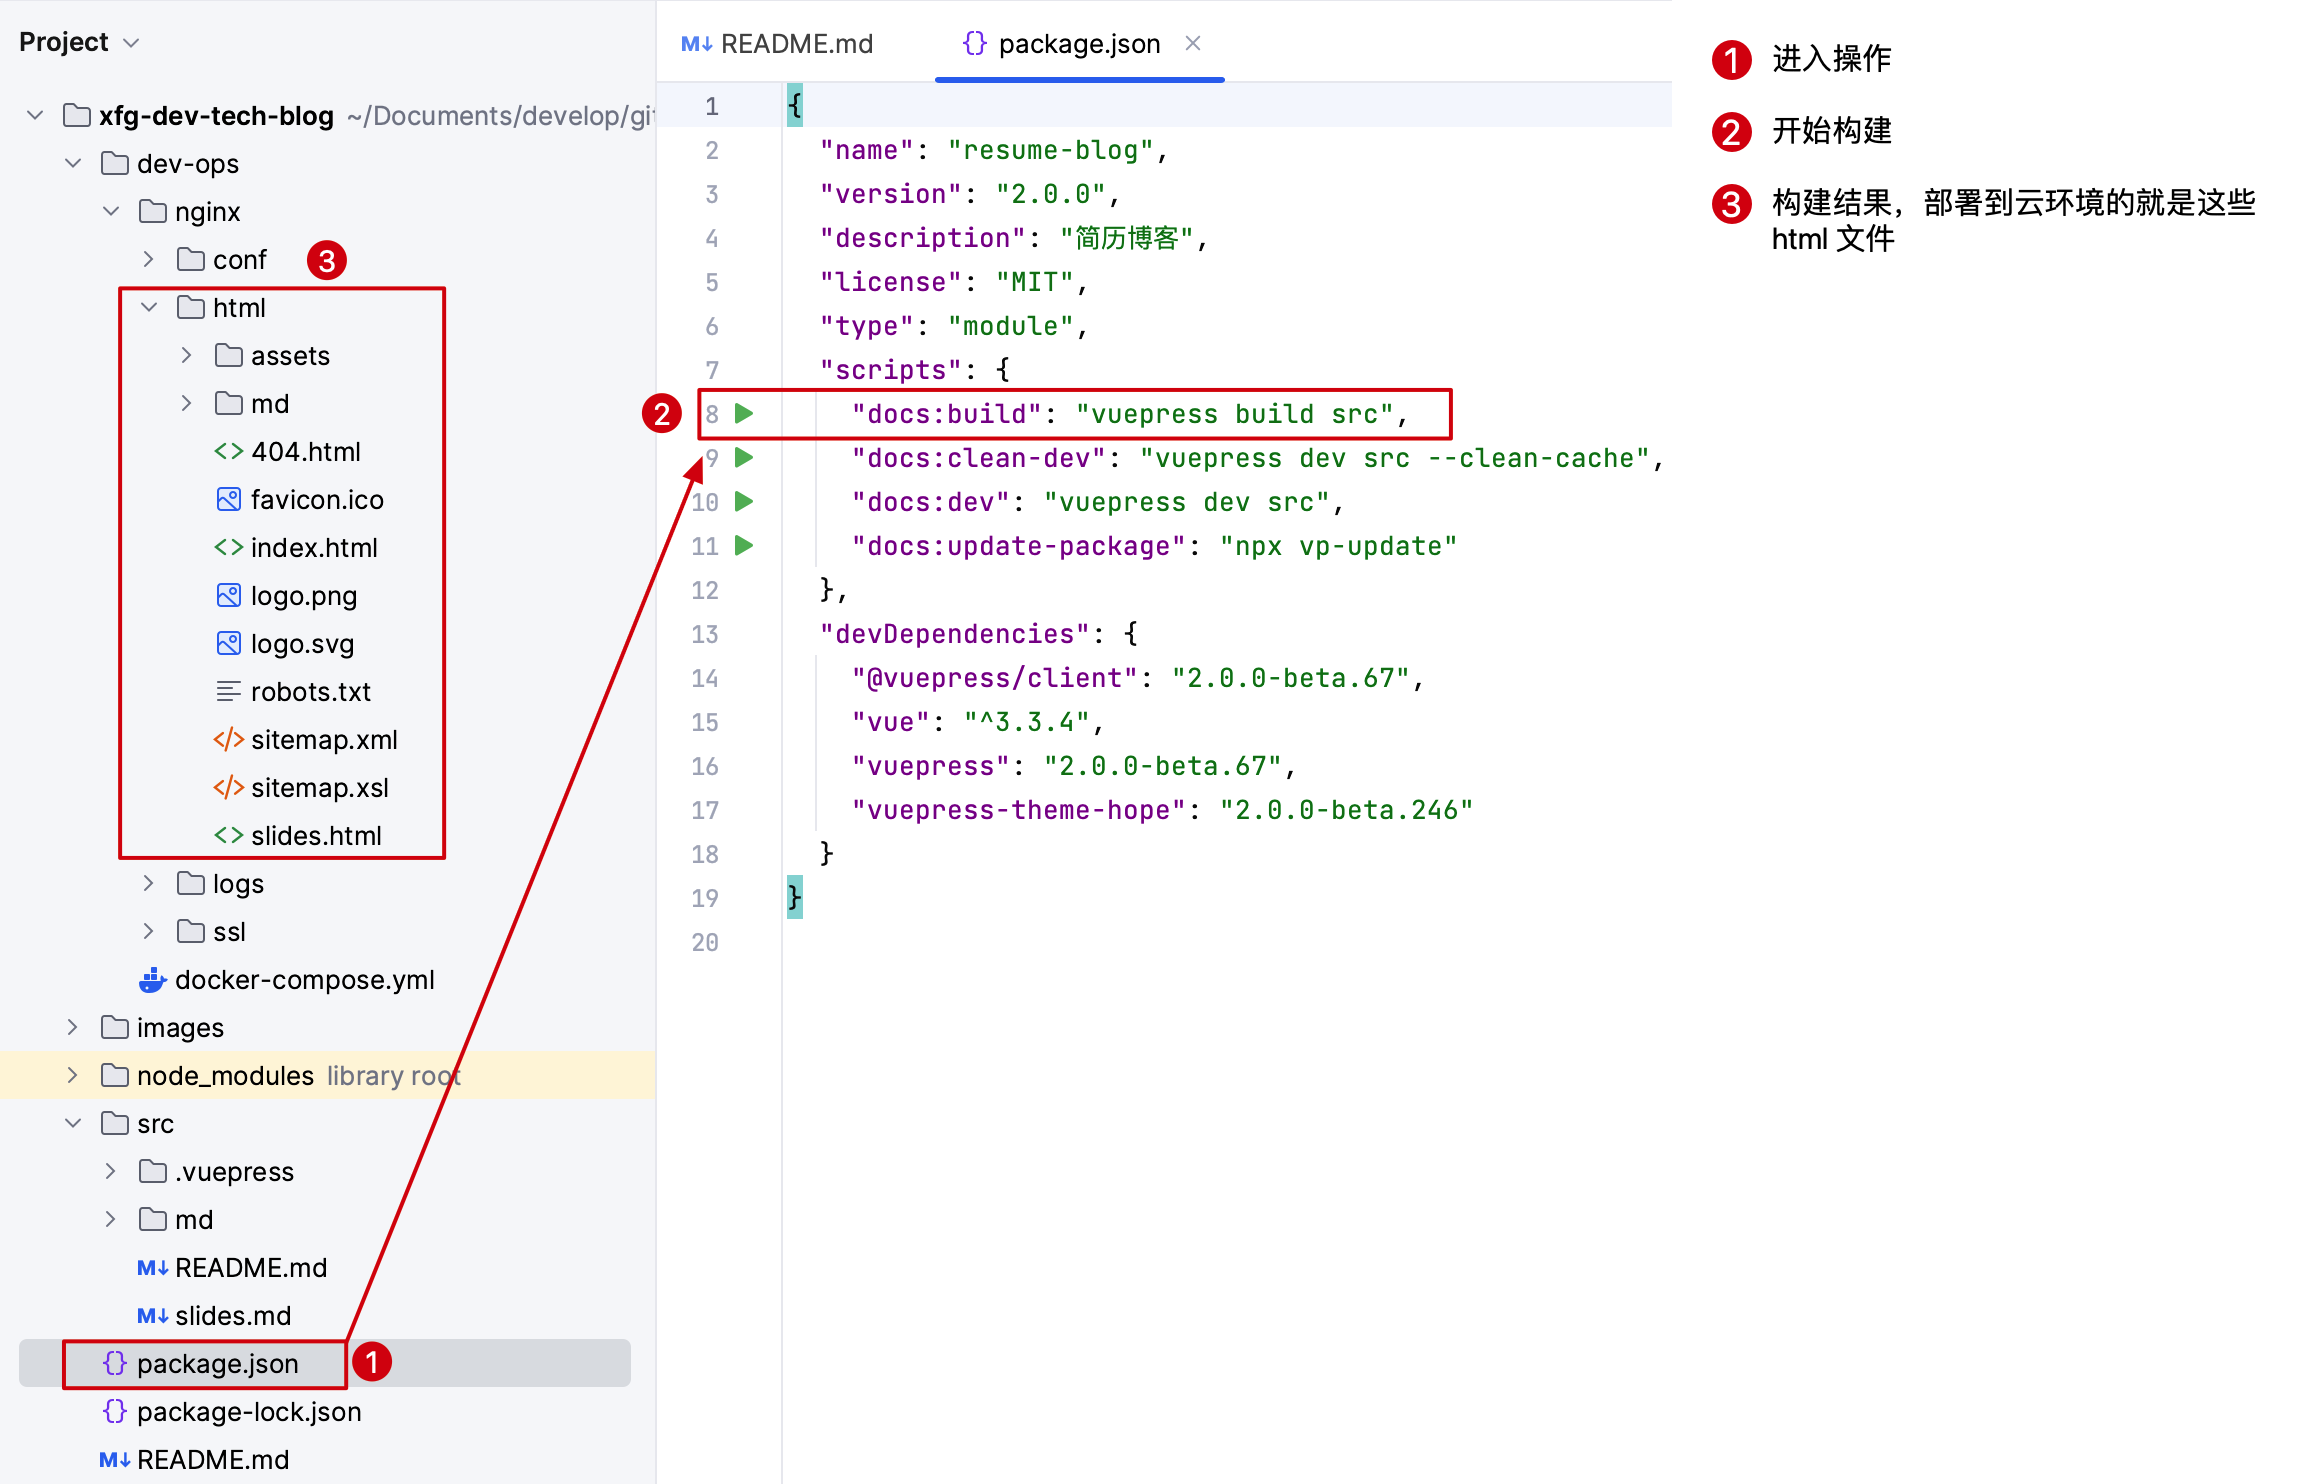 Project
xfg-dev-tech-blog ~/Documents/develop/git
dev-ops
nginx
conf
3
html
assets
md
404.html
favicon.ico
index.html
logo.png
logo.svg
robots.txt
sitemap.xml
sitemap.xsl
slides.html
logs
ssl
docker-compose.yml
images
node_modules library root
src
.vuepress
md
M↓ README.md
M↓ slides.md
{} package.json
1
{} package-lock.json
M↓ README.md
M↓ README.md
{} package.json ×
1 {
2 "name": "resume-blog",
3 "version": "2.0.0",
4 "description": "简历博客",
5 "license": "MIT",
6 "type": "module",
7 "scripts": {
2
8 "docs:build": "vuepress build src",
9 "docs:clean-dev": "vuepress dev src --clean-cache",
10 "docs:dev": "vuepress dev src",
11 "docs:update-package": "npx vp-update"
12 },
13 "devDependencies": {
14 "@vuepress/client": "2.0.0-beta.67",
15 "vue": "^3.3.4",
16 "vuepress": "2.0.0-beta.67",
17 "vuepress-theme-hope": "2.0.0-beta.246"
18 }
19 }
20
1 进入操作
2 开始构建
3 构建结果，部署到云环境的就是这些
html 文件